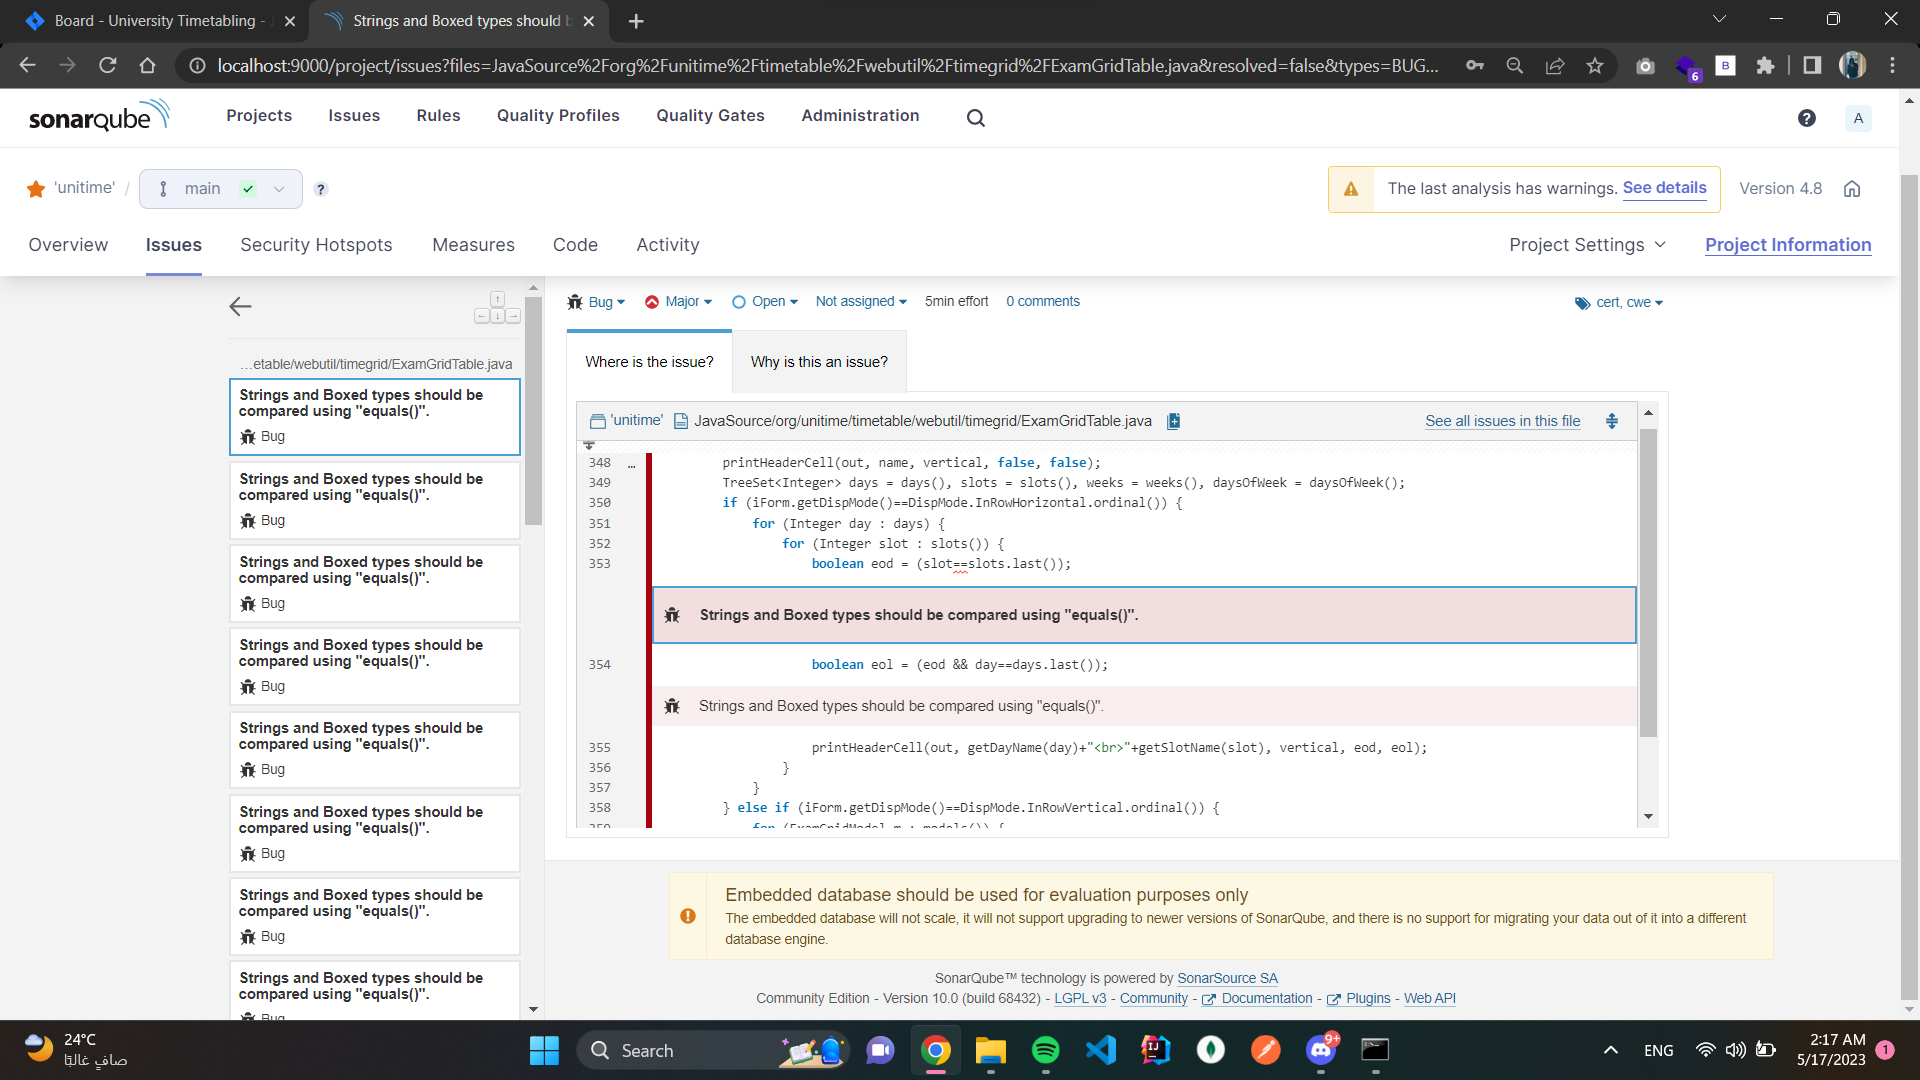 Board - University Timetabling - J
Strings and Boxed types should b
localhost:9000/project/issues?files=JavaSource%2Forg%2Funitime%2Ftimetable%2Fwebutil%2Ftimegrid%2FExamGridTable.java&resolved=false&types=BUG...
6
B
sonarqube
Projects
Issues
Rules
Quality Profiles
Quality Gates
Administration
?
A
'unitime' /
main
?
The last analysis has warnings. See details
Version 4.8
Overview
Issues
Security Hotspots
Measures
Code
Activity
Project Settings
Project Information
…etable/webutil/timegrid/ExamGridTable.java
Strings and Boxed types should be
compared using "equals()".
Bug
Strings and Boxed types should be
compared using "equals()".
Bug
Strings and Boxed types should be
compared using "equals()".
Bug
Strings and Boxed types should be
compared using "equals()".
Bug
Strings and Boxed types should be
compared using "equals()".
Bug
Strings and Boxed types should be
compared using "equals()".
Bug
Strings and Boxed types should be
compared using "equals()".
Bug
Strings and Boxed types should be
compared using "equals()".
Bug
Bug Major Open Not assigned 5min effort 0 comments
cert, cwe
Where is the issue?
Why is this an issue?
'unitime' JavaSource/org/unitime/timetable/webutil/timegrid/ExamGridTable.java
See all issues in this file
348 … printHeaderCell(out, name, vertical, false, false);
349 TreeSet<Integer> days = days(), slots = slots(), weeks = weeks(), daysOfWeek = daysOfWeek();
350 if (iForm.getDispMode()==DispMode.InRowHorizontal.ordinal()) {
351 for (Integer day : days) {
352 for (Integer slot : slots()) {
353 boolean eod = (slot==slots.last());
Strings and Boxed types should be compared using "equals()".
354 boolean eol = (eod && day==days.last());
Strings and Boxed types should be compared using "equals()".
355 printHeaderCell(out, getDayName(day)+"<br>"+getSlotName(slot), vertical, eod, eol);
356 }
357 }
358 } else if (iForm.getDispMode()==DispMode.InRowVertical.ordinal()) {
359 for (ExamGridModel m : models()) {
Embedded database should be used for evaluation purposes only
The embedded database will not scale, it will not support upgrading to newer versions of SonarQube, and there is no support for migrating your data out of it into a different
database engine.
SonarQube™ technology is powered by SonarSource SA
Community Edition - Version 10.0 (build 68432) - LGPL v3 - Community - Documentation - Plugins - Web API
24°C
صافٍ غالبًا
Search
9+
ENG
2:17 AM
5/17/2023
1